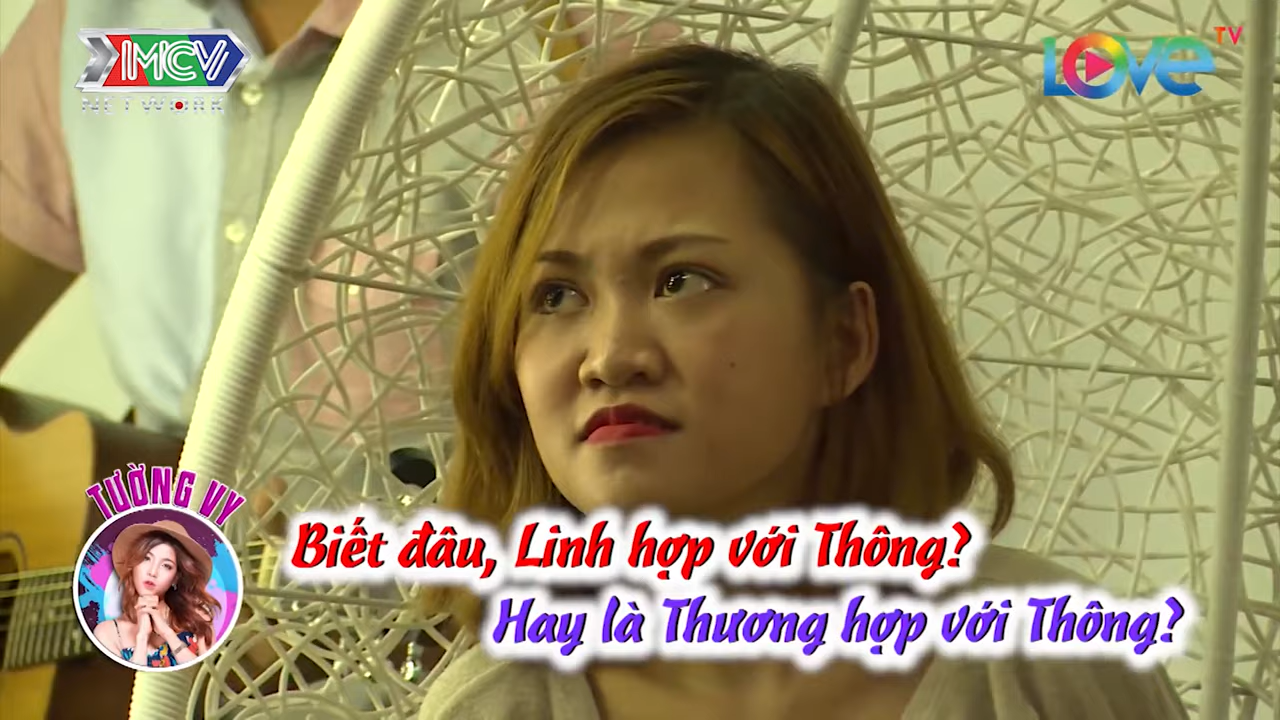 MCV
NETWORK
LOVE TV
TƯỜNG VY
Biết đâu, Linh hợp với Thông?
Hay là Thương hợp với Thông?